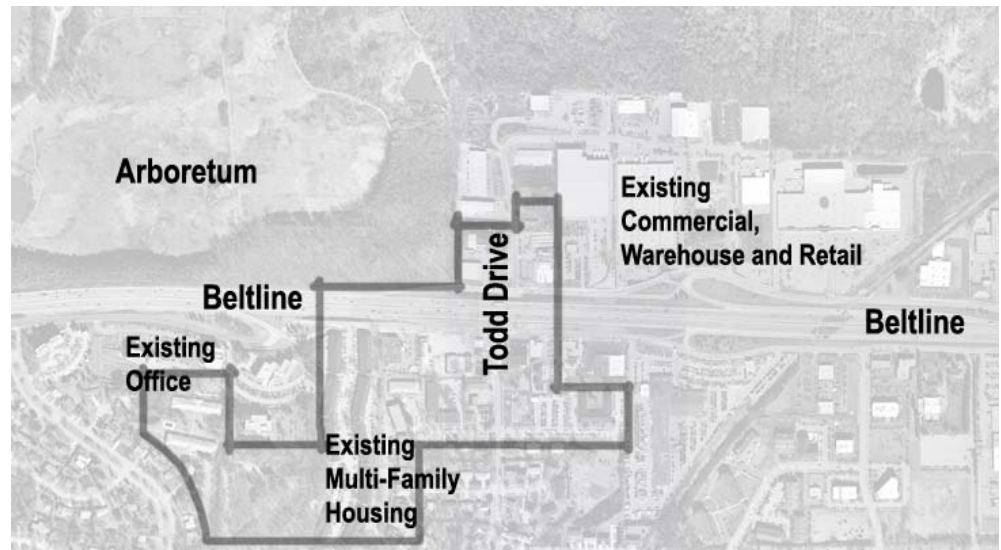 Arboretum
Existing
Commercial,
Warehouse and Retail
Todd Drive
Beltline
Beltline
Existing
Office
Existing
Multi-Family
Housing